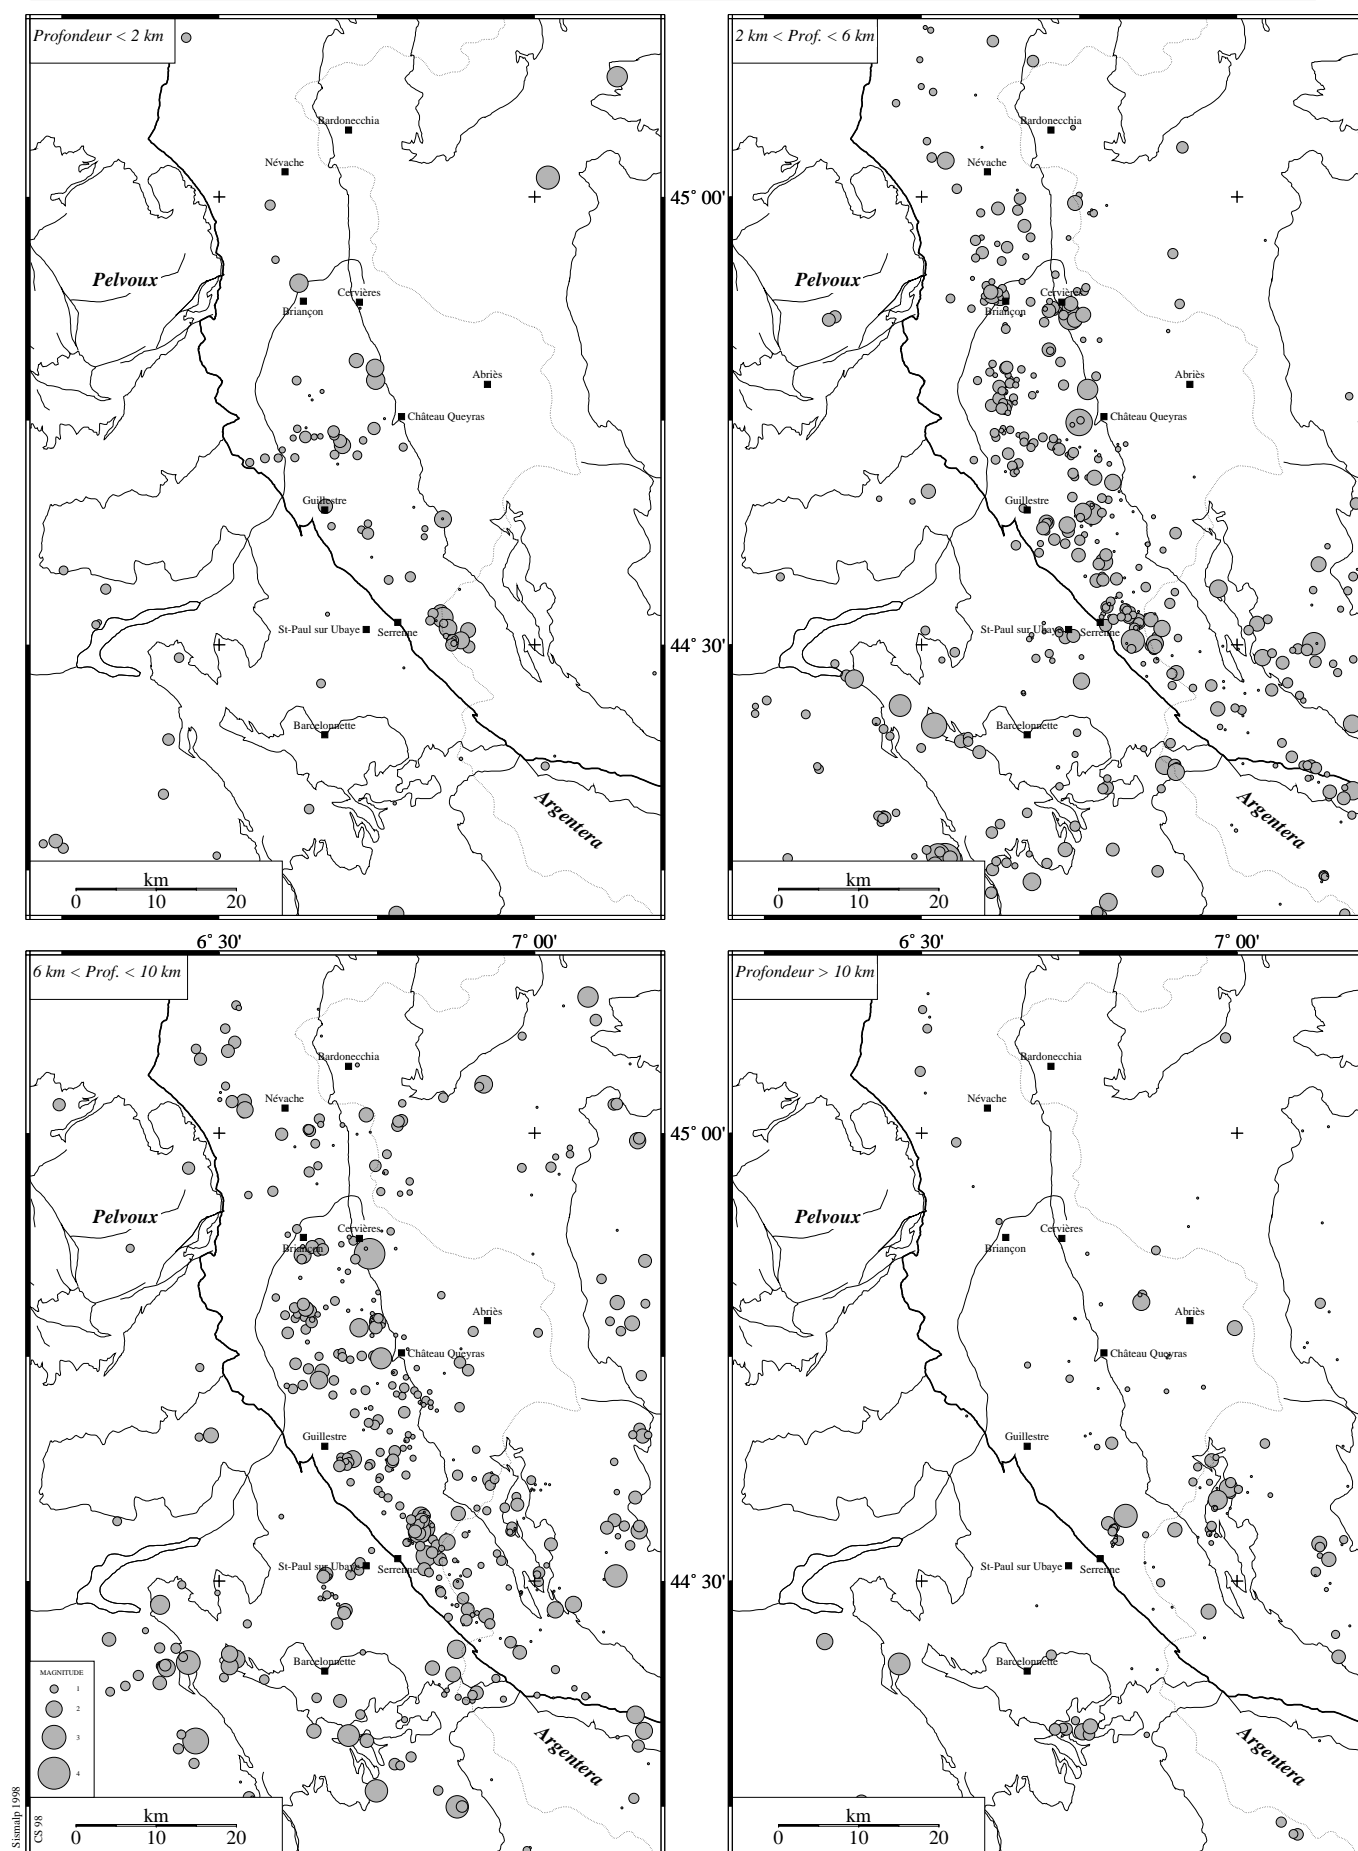 Profondeur < 2 km
Bardonecchia
Névache
Pelvoux
Cervières
Briançon
Abriès
Château Queyras
Guillestre
St-Paul sur Ubaye
Serrenne
Barcelonnette
Argentera
km
0 10 20
2 km < Prof. < 6 km
Bardonecchia
Névache
45° 00'
Pelvoux
Cervières
Briançon
Abriès
Château Queyras
Guillestre
St-Paul sur Ubaye
Serrenne
44° 30'
Barcelonnette
Argentera
km
0 10 20
6° 30' 7° 00' 6° 30' 7° 00'
6 km < Prof. < 10 km
Bardonecchia
Névache
Pelvoux
Cervières
Briançon
Abriès
Château Queyras
Guillestre
St-Paul sur Ubaye
Serrenne
Barcelonnette
Argentera
MAGNITUDE
1
2
3
4
km
0 10 20
Sismalp 1998
CS 98
Profondeur > 10 km
Bardonecchia
Névache
45° 00'
Pelvoux
Cervières
Briançon
Abriès
Château Queyras
Guillestre
St-Paul sur Ubaye
Serrenne
44° 30'
Barcelonnette
Argentera
km
0 10 20